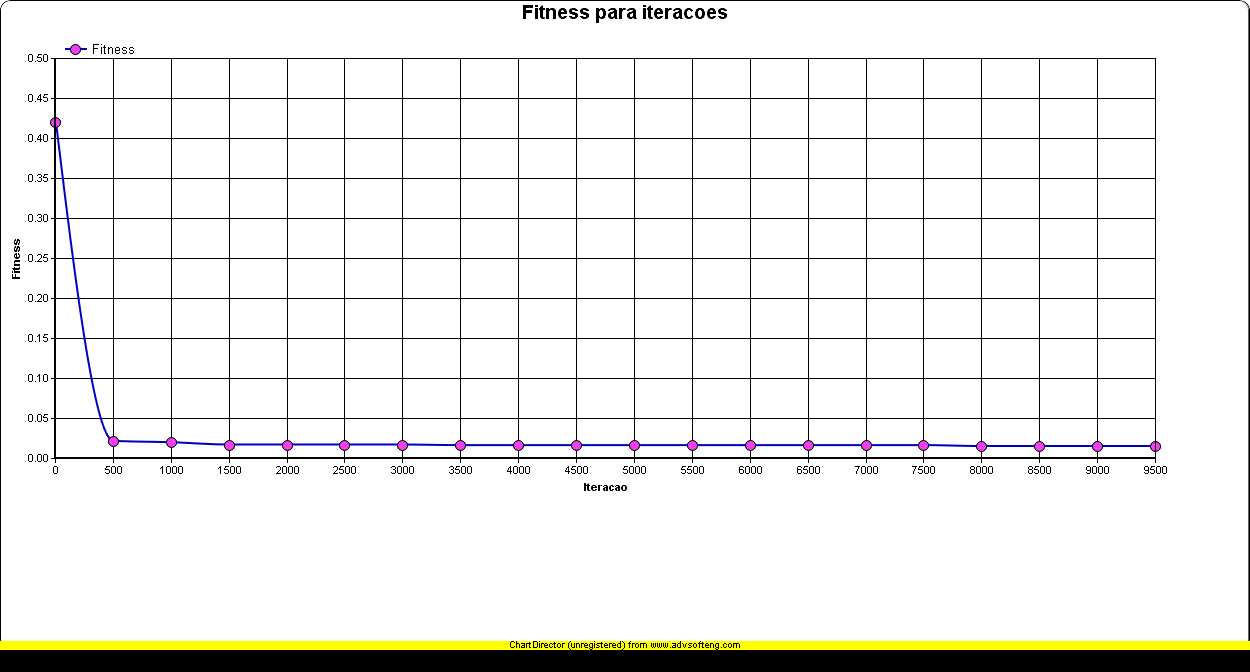 Fitness para iteracoes
Fitness
0.50
0.45
0.40
0.35
0.30
0.25
0.20
0.15
0.10
0.05
0.00
Fitness
0 500 1000 1500 2000 2500 3000 3500 4000 4500 5000 5500 6000 6500 7000 7500 8000 8500 9000 9500
Iteracao
ChartDirector (unregistered) from www.advsofteng.com